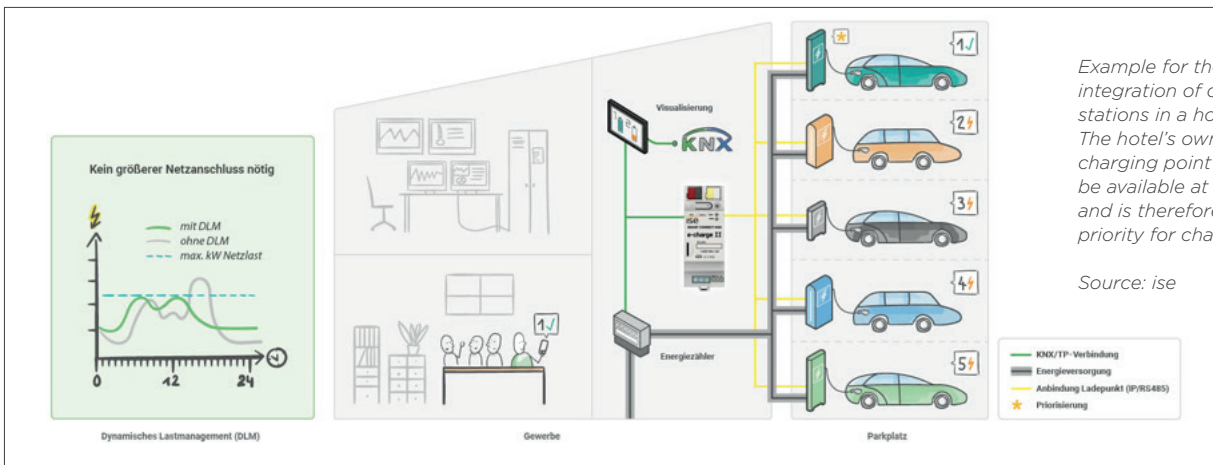 Kein größerer Netzanschluss nötig
mit DLM
ohne DLM
max. kW Netzlast
0
12
24
Dynamisches Lastmanagement (DLM)
Visualisierung
KNX
ise
e-charge II
Energiezähler
1✓
Gewerbe
1✓
2
3
4
5
Parkplatz
KNX/TP-Verbindung
Energieversorgung
Anbindung Ladepunkt (IP/RS485)
Priorisierung
Example for the
integration of
stations in a
The hotel's own
charging point
be available at
and is therefore
priority for
Source: ise